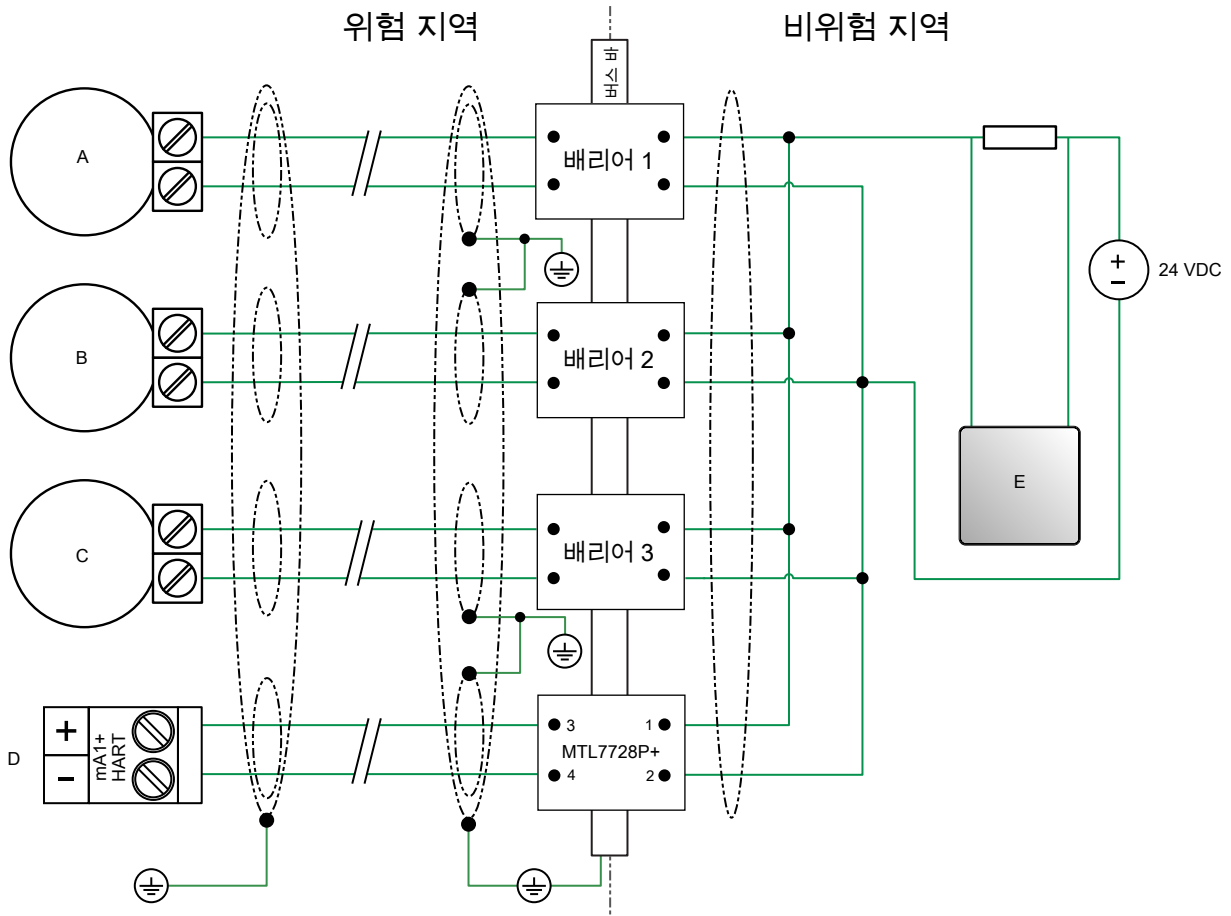 위험 지역
비위험 지역
버스 바
A
배리어 1
24 VDC
+
−
B
배리어 2
C
배리어 3
E
D
+
−
mA1+
HART
3
4
1
2
MTL7728P+